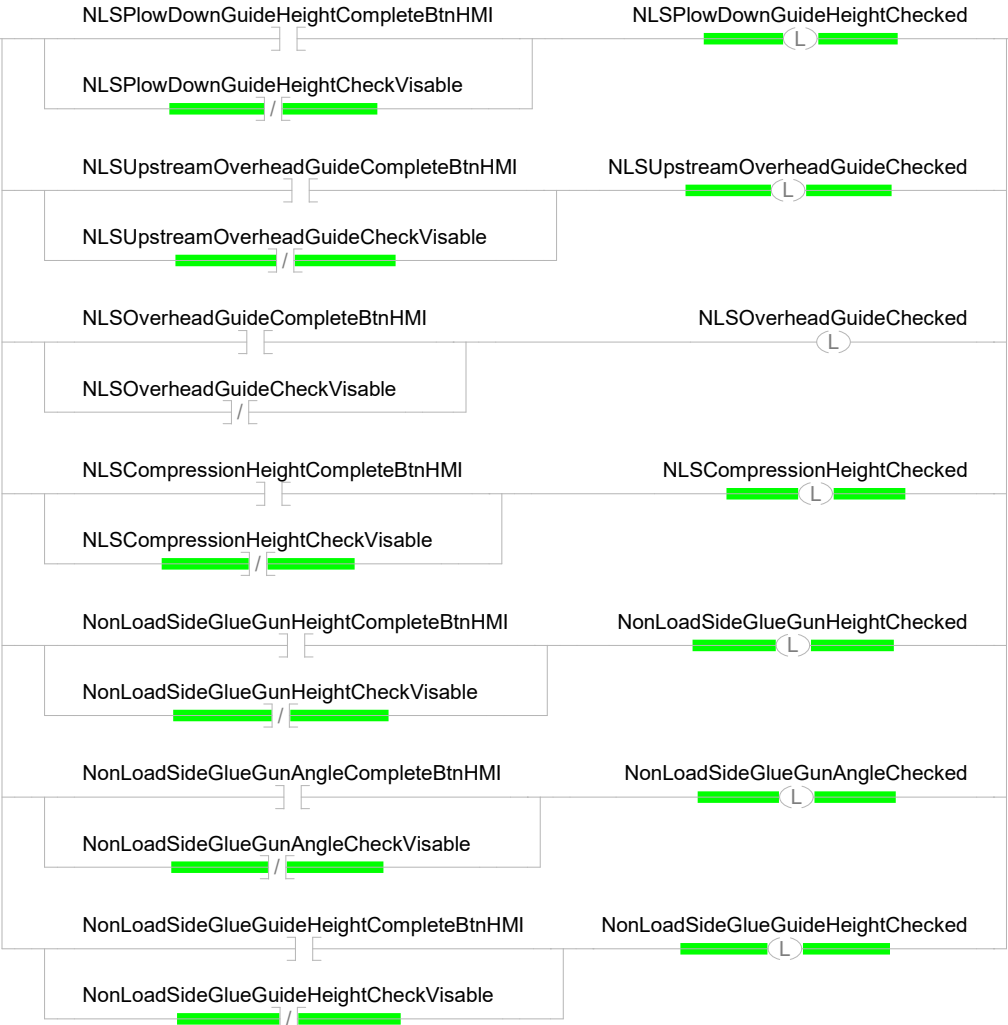 NLSPlowDownGuideHeightCompleteBtnHMI NLSPlowDownGuideHeightChecked
L
NLSPlowDownGuideHeightCheckVisable
/
NLSUpstreamOverheadGuideCompleteBtnHMI NLSUpstreamOverheadGuideChecked
L
NLSUpstreamOverheadGuideCheckVisable
/
NLSOverheadGuideCompleteBtnHMI NLSOverheadGuideChecked
L
NLSOverheadGuideCheckVisable
/
NLSCompressionHeightCompleteBtnHMI NLSCompressionHeightChecked
L
NLSCompressionHeightCheckVisable
/
NonLoadSideGlueGunHeightCompleteBtnHMI NonLoadSideGlueGunHeightChecked
L
NonLoadSideGlueGunHeightCheckVisable
/
NonLoadSideGlueGunAngleCompleteBtnHMI NonLoadSideGlueGunAngleChecked
L
NonLoadSideGlueGunAngleCheckVisable
/
NonLoadSideGlueGuideHeightCompleteBtnHMI NonLoadSideGlueGuideHeightChecked
L
NonLoadSideGlueGuideHeightCheckVisable
/